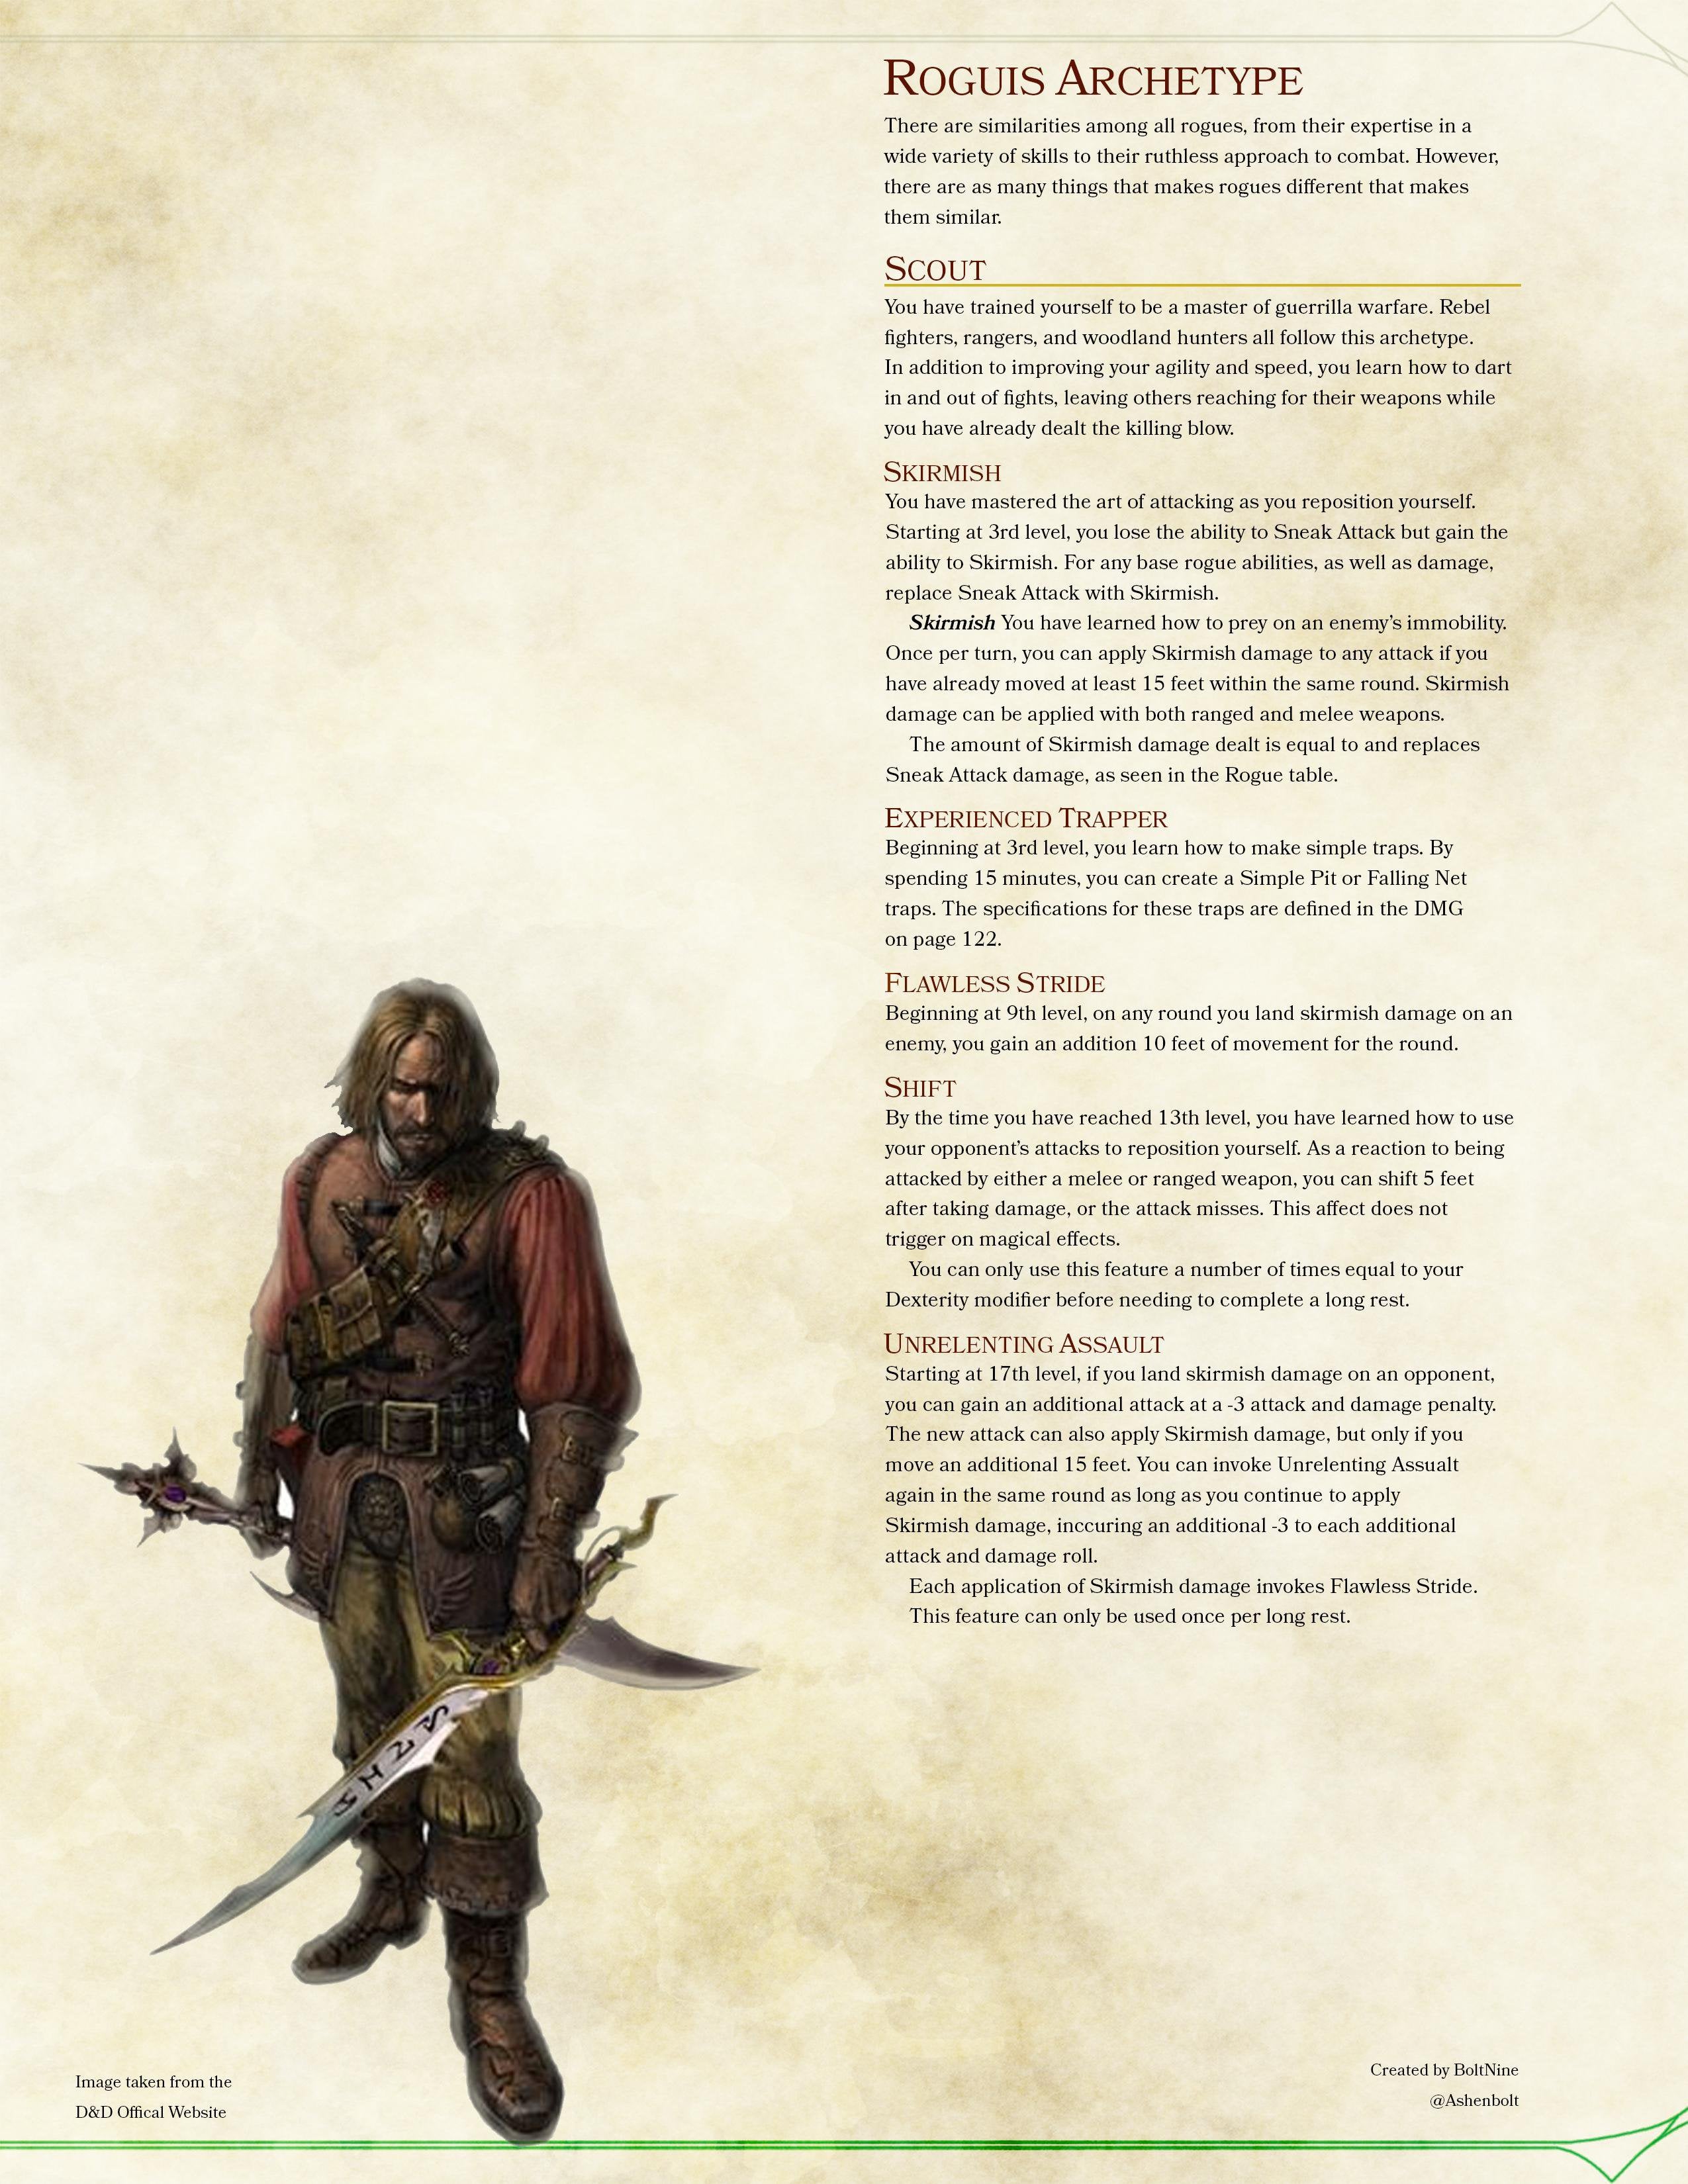 ROGUIS ARCHETYPE
There are similarities among all rogues, from their expertise in a
wide variety of skills to their ruthless approach to combat. However,
there are as many things that makes rogues different that makes
them similar.
SCOUT
You have trained yourself to be a master of guerrilla warfare. Rebel
fighters, rangers, and woodland hunters all follow this archetype.
In addition to improving your agility and speed, you learn how to dart
in and out of fights, leaving others reaching for their weapons while
you have already dealt the killing blow.
SKIRMISH
You have mastered the art of attacking as you reposition yourself.
Starting at 3rd level, you lose the ability to Sneak Attack but gain the
ability to Skirmish. For any base rogue abilities, as well as damage,
replace Sneak Attack with Skirmish.
Skirmish You have learned how to prey on an enemy's immobility.
Once per turn, you can apply Skirmish damage to any attack if you
have already moved at least 15 feet within the same round. Skirmish
damage can be applied with both ranged and melee weapons.
The amount of Skirmish damage dealt is equal to and replaces
Sneak Attack damage, as seen in the Rogue table.
EXPERIENCED TRAPPER
Beginning at 3rd level, you learn how to make simple traps. By
spending 15 minutes, you can create a Simple Pit or Falling Net
traps. The specifications for these traps are defined in the DMG
on page 122.
FLAWLESS STRIDE
Beginning at 9th level, on any round you land skirmish damage on an
enemy, you gain an addition 10 feet of movement for the round.
SHIFT
By the time you have reached 13th level, you have learned how to use
your opponent's attacks to reposition yourself. As a reaction to being
attacked by either a melee or ranged weapon, you can shift 5 feet
after taking damage, or the attack misses. This affect does not
trigger on magical effects.
You can only use this feature a number of times equal to your
Dexterity modifier before needing to complete a long rest.
UNRELENTING ASSAULT
Starting at 17th level, if you land skirmish damage on an opponent,
you can gain an additional attack at a -3 attack and damage penalty.
The new attack can also apply Skirmish damage, but only if you
move an additional 15 feet. You can invoke Unrelenting Assualt
again in the same round as long as you continue to apply
Skirmish damage, inccuring an additional -3 to each additional
attack and damage roll.
Each application of Skirmish damage invokes Flawless Stride.
This feature can only be used once per long rest.
Image taken from the
D&D Offical Website
Created by BoltNine
@Ashenbolt